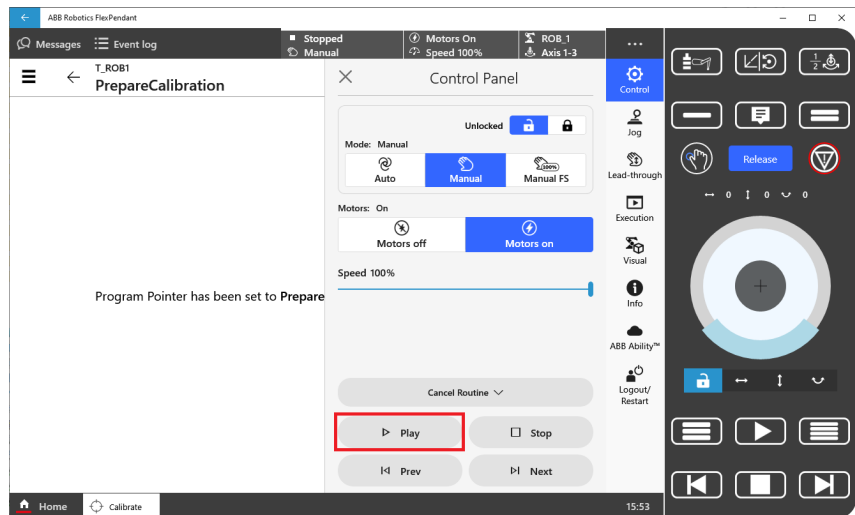 ABB Robotics FlexPendant
Messages
Event log
Stopped
Manual
Motors On
Speed 100%
ROB_1
Axis 1-3
T_ROB1
PrepareCalibration
Program Pointer has been set to Prepare
Control Panel
Unlocked
Mode: Manual
Auto
Manual
Manual FS
Motors: On
Motors off
Motors on
Speed 100%
Cancel Routine
Play
Stop
Prev
Next
Control
Jog
Lead-through
Execution
Visual
Info
ABB Ability™
Logout/
Restart
Release
0 0 0
Home
Calibrate
15:53